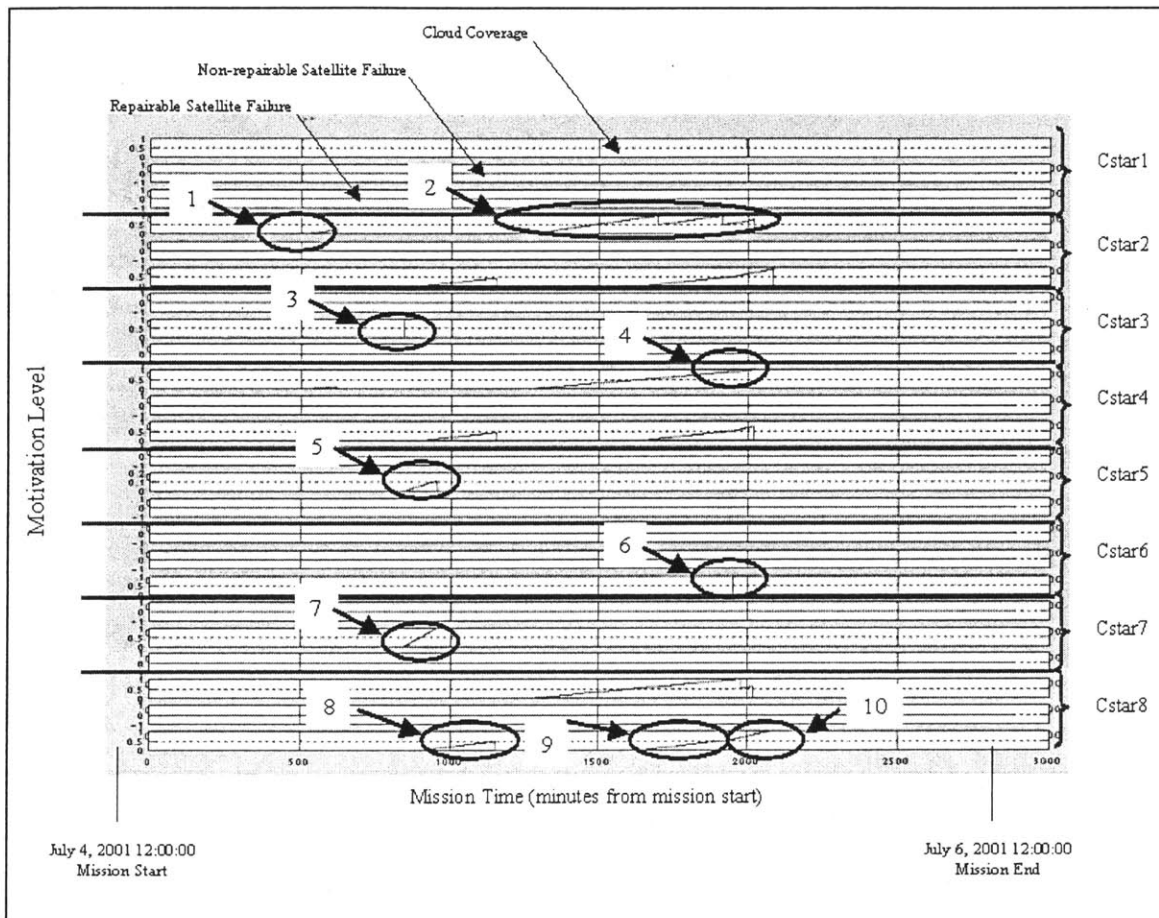 Cloud Coverage
Non-repairable Satellite Failure
Repairable Satellite Failure
Cstar1
1
2
Cstar2
3
Cstar3
4
Cstar4
5
Cstar5
6
Cstar6
7
Cstar7
8
9
10
Cstar8
Motivation Level
0 500 1000 1500 2000 2500 3000
Mission Time (minutes from mission start)
July 4, 2001 12:00:00
Mission Start
July 6, 2001 12:00:00
Mission End